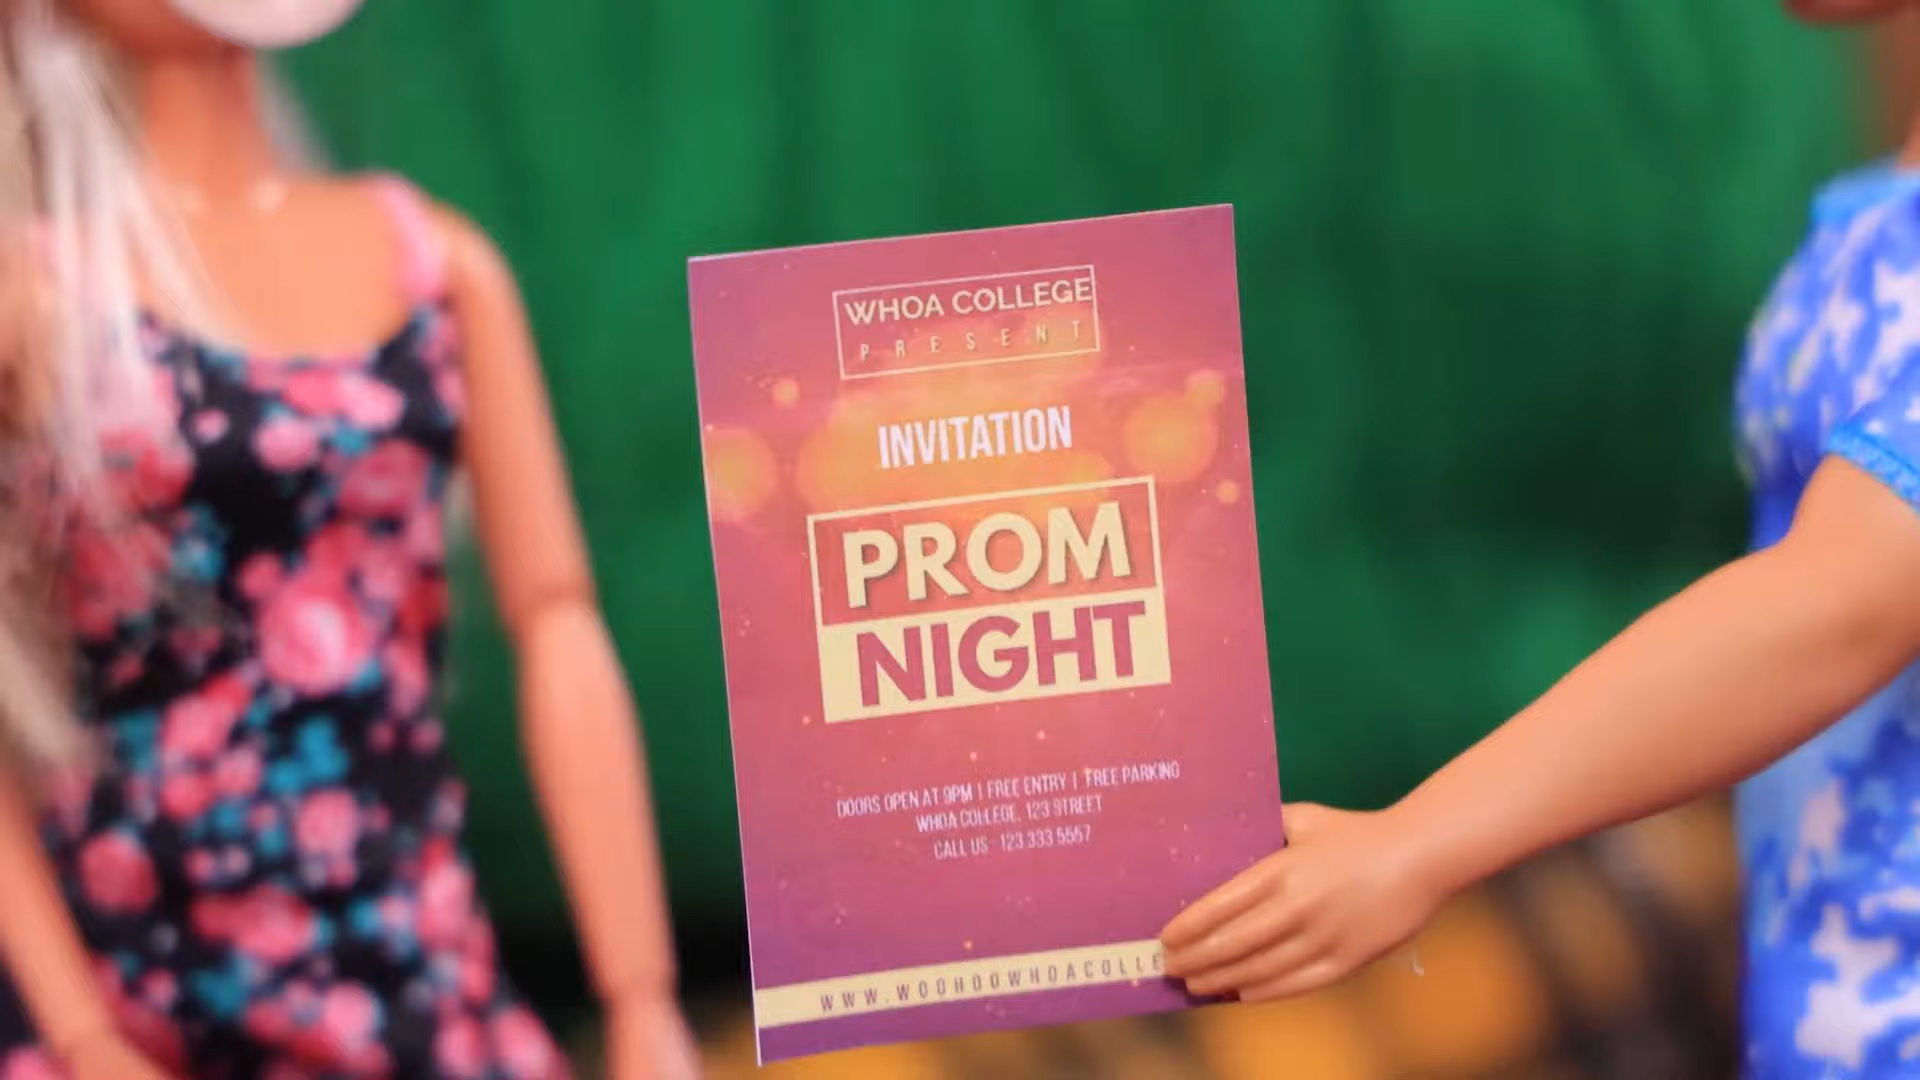 WHOA COLLEGE
PRESENT
INVITATION
PROM
NIGHT
DOORS OPEN AT 9PM | FREE ENTRY | FREE PARKING
WHOA COLLEGE, 123 STREET
CALL US 123 333 5557
WWW.WOOHOOWHOACOLLE